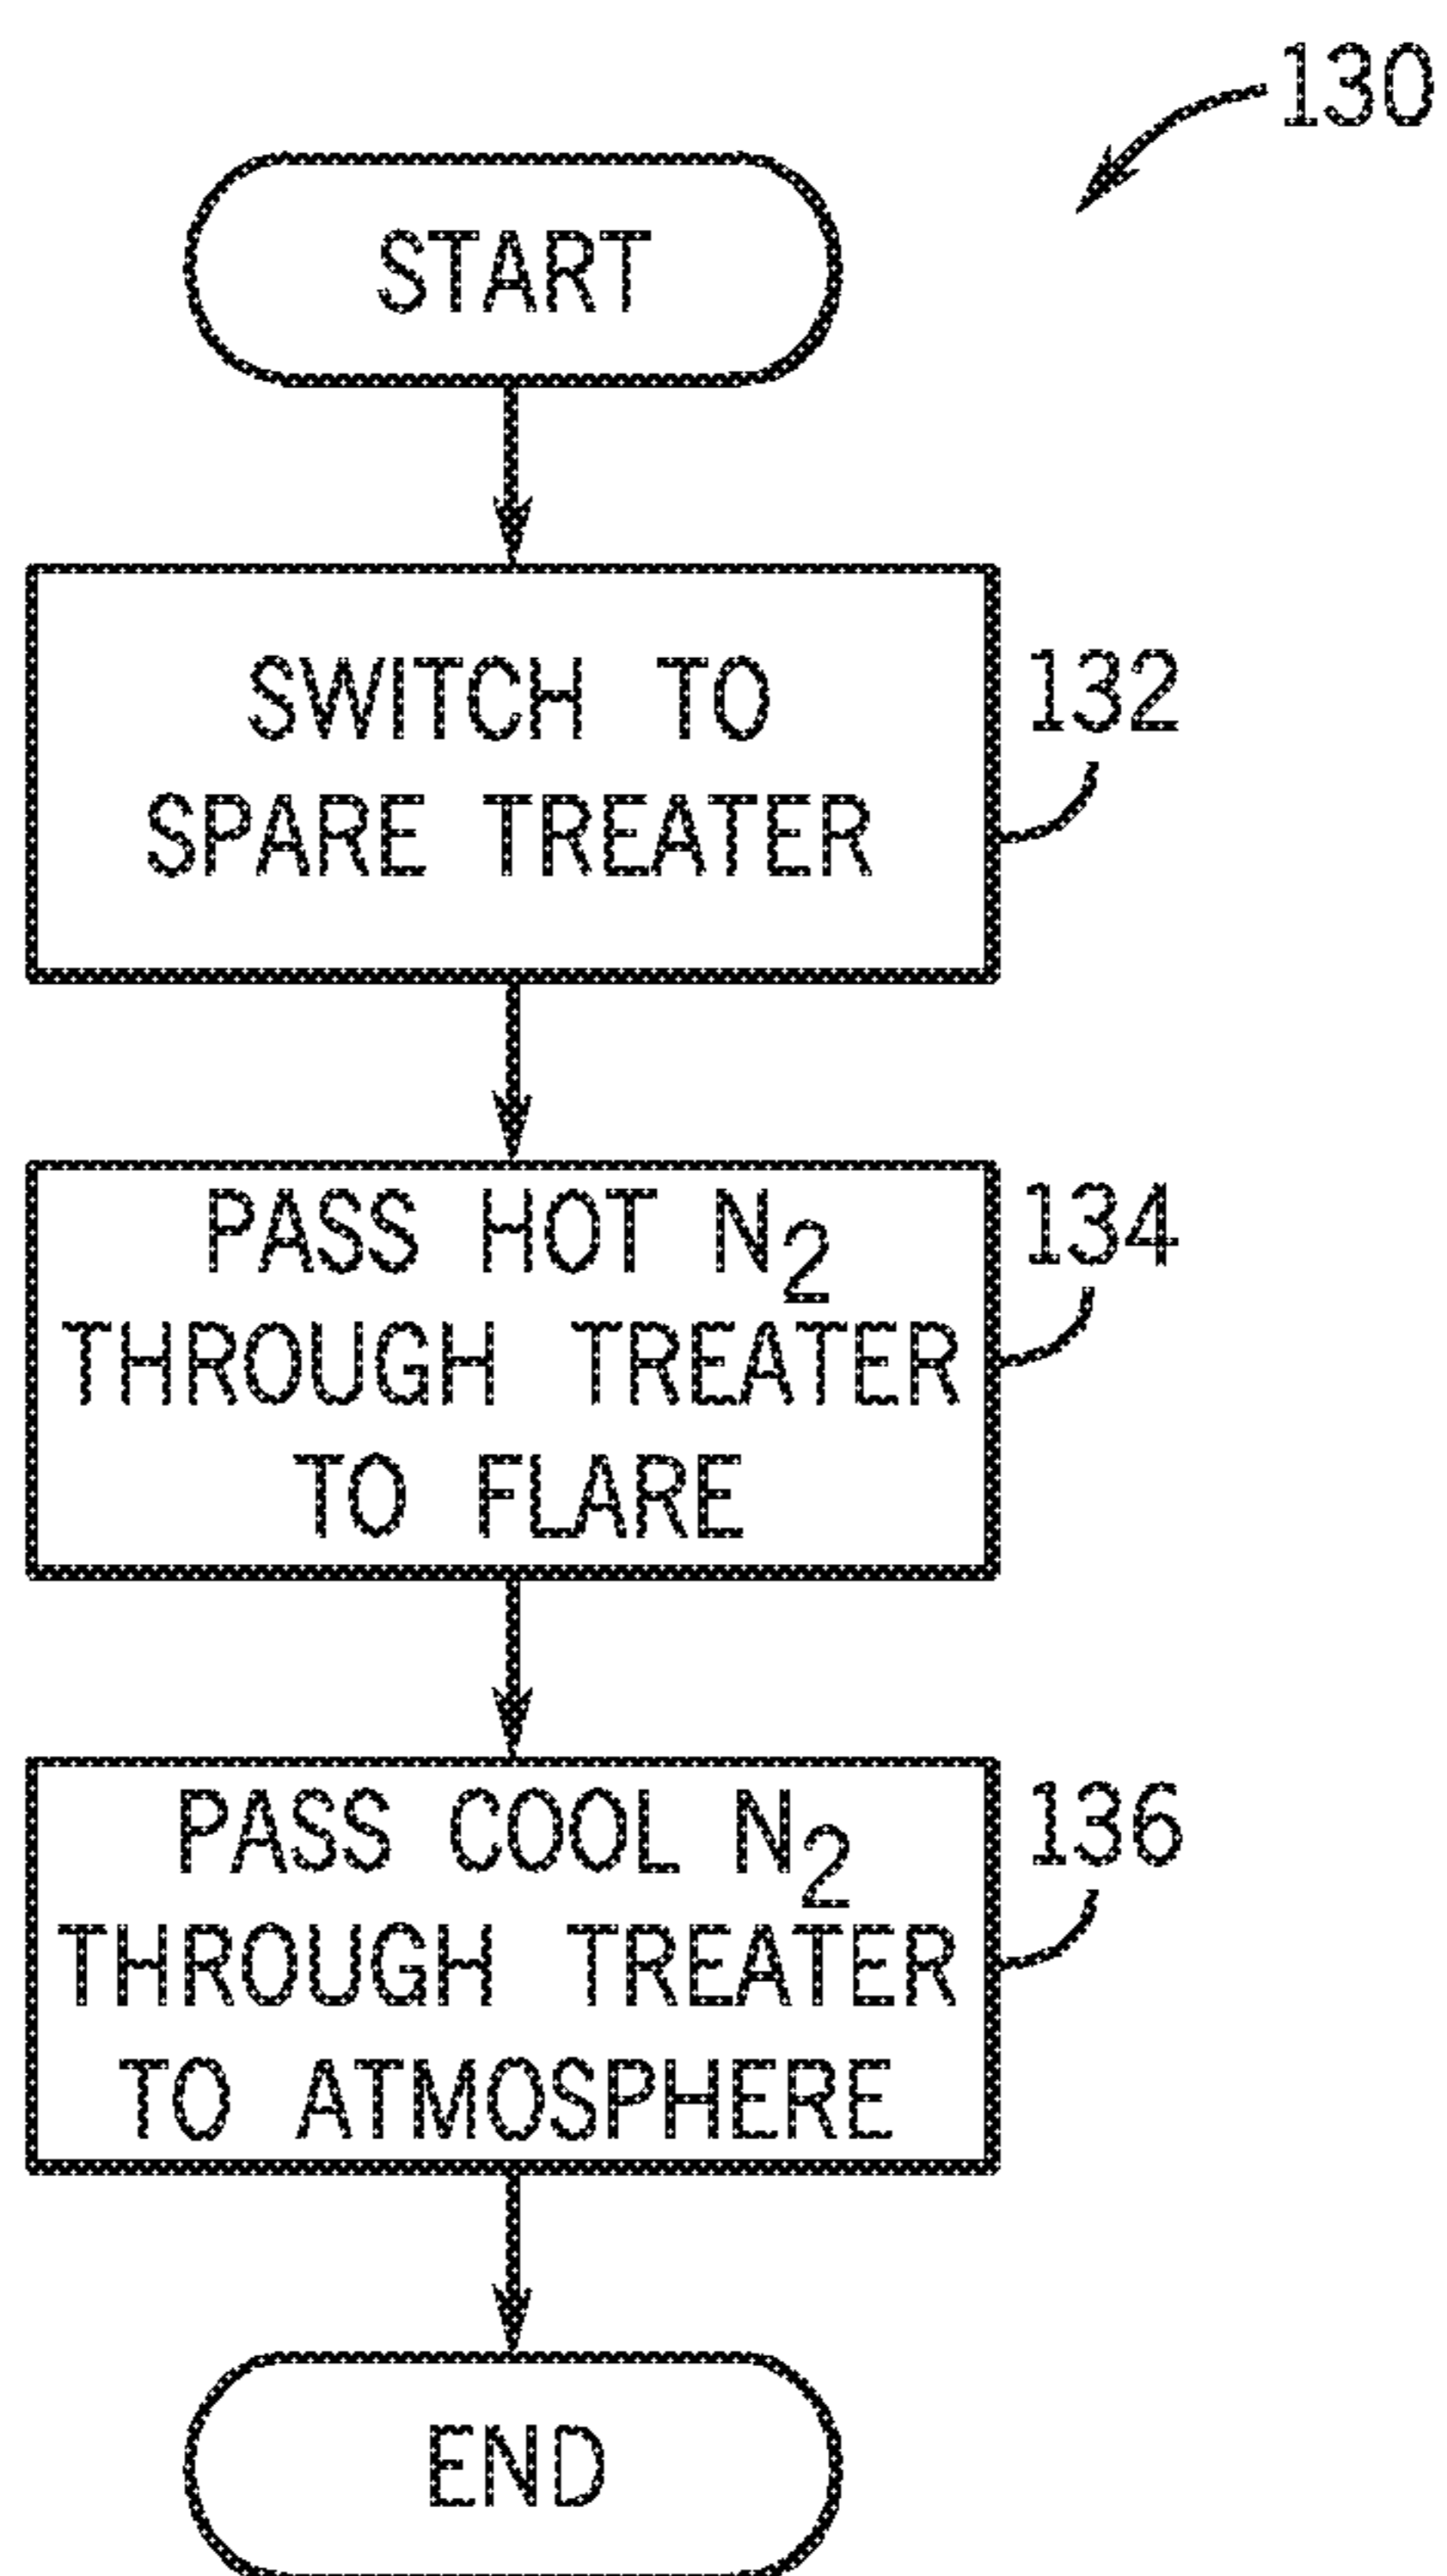 130
START
SWITCH TO
SPARE TREATER
132
PASS HOT N2
THROUGH TREATER
TO FLARE
134
PASS COOL N2
THROUGH TREATER
TO ATMOSPHERE
136
END